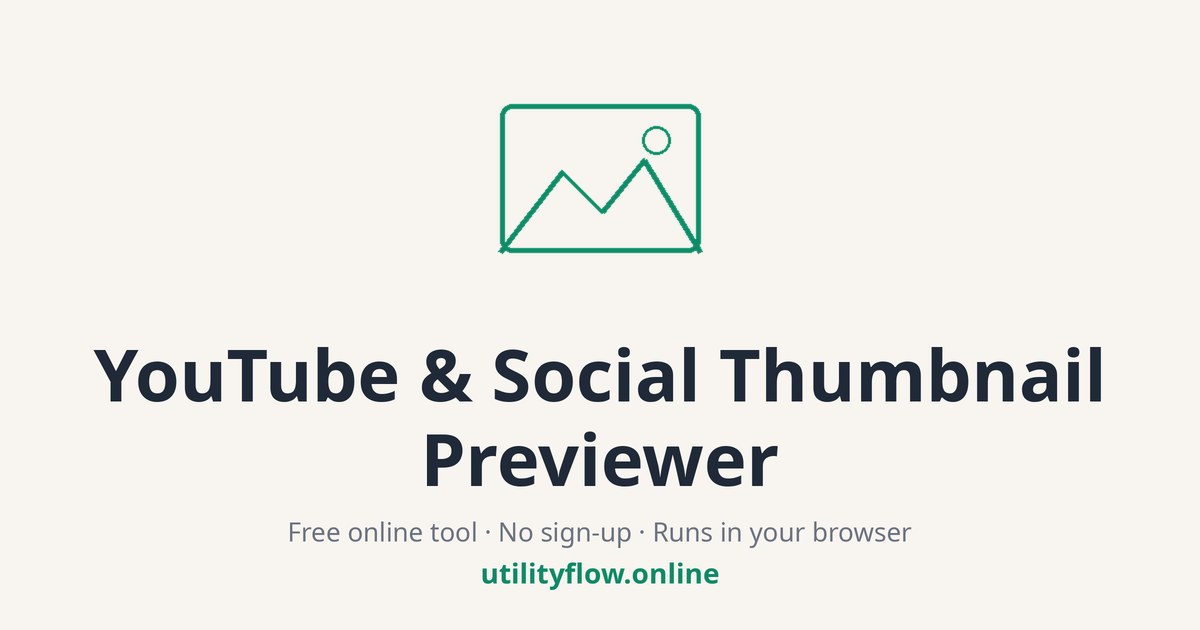 YouTube & Social Thumbnail
Previewer
Free online tool · No sign-up · Runs in your browser
utilityflow.online